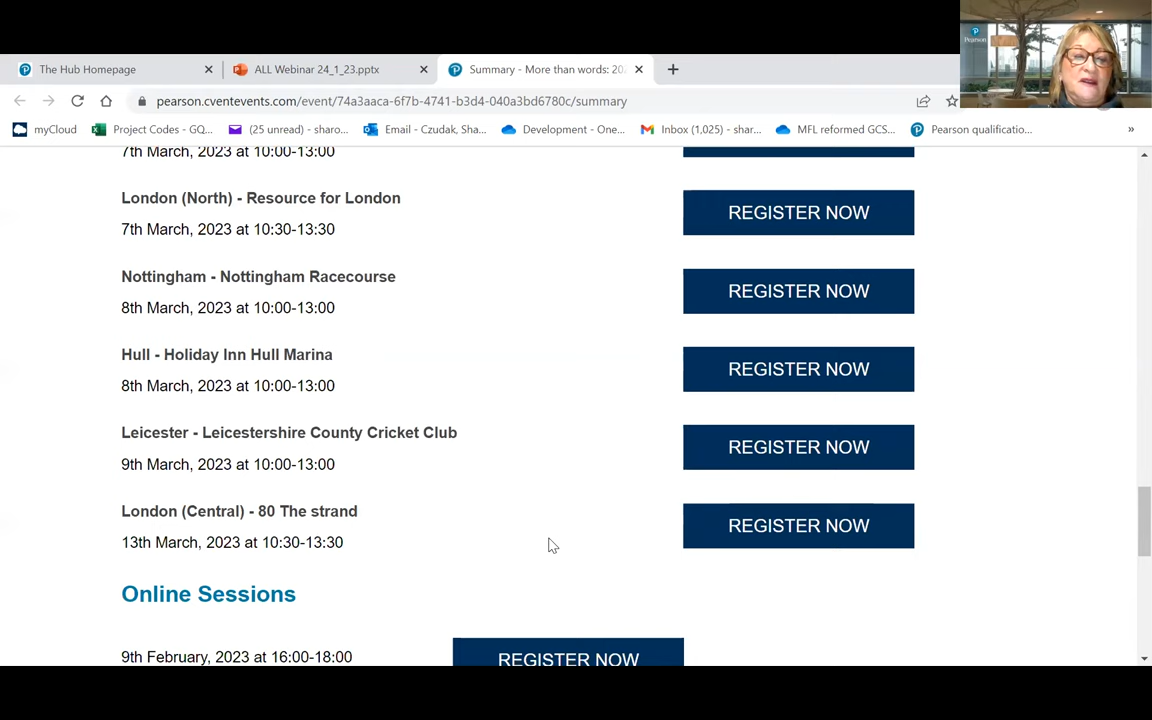 Pearson
The Hub Homepage
ALL Webinar 24_1_23.pptx
Summary - More than words: 202
pearson.cventevents.com/event/74a3aaca-6f7b-4741-b3d4-040a3bd6780c/summary
myCloud
Project Codes - GQ...
(25 unread) - sharo...
Email - Czudak, Sha...
Development - One...
Inbox (1,025) - shar...
MFL reformed GCS...
Pearson qualificatio...
»
7th March, 2023 at 10:00-13:00
London (North) - Resource for London
REGISTER NOW
7th March, 2023 at 10:30-13:30
Nottingham - Nottingham Racecourse
REGISTER NOW
8th March, 2023 at 10:00-13:00
Hull - Holiday Inn Hull Marina
REGISTER NOW
8th March, 2023 at 10:00-13:00
Leicester - Leicestershire County Cricket Club
REGISTER NOW
9th March, 2023 at 10:00-13:00
London (Central) - 80 The strand
REGISTER NOW
13th March, 2023 at 10:30-13:30
Online Sessions
9th February, 2023 at 16:00-18:00
REGISTER NOW